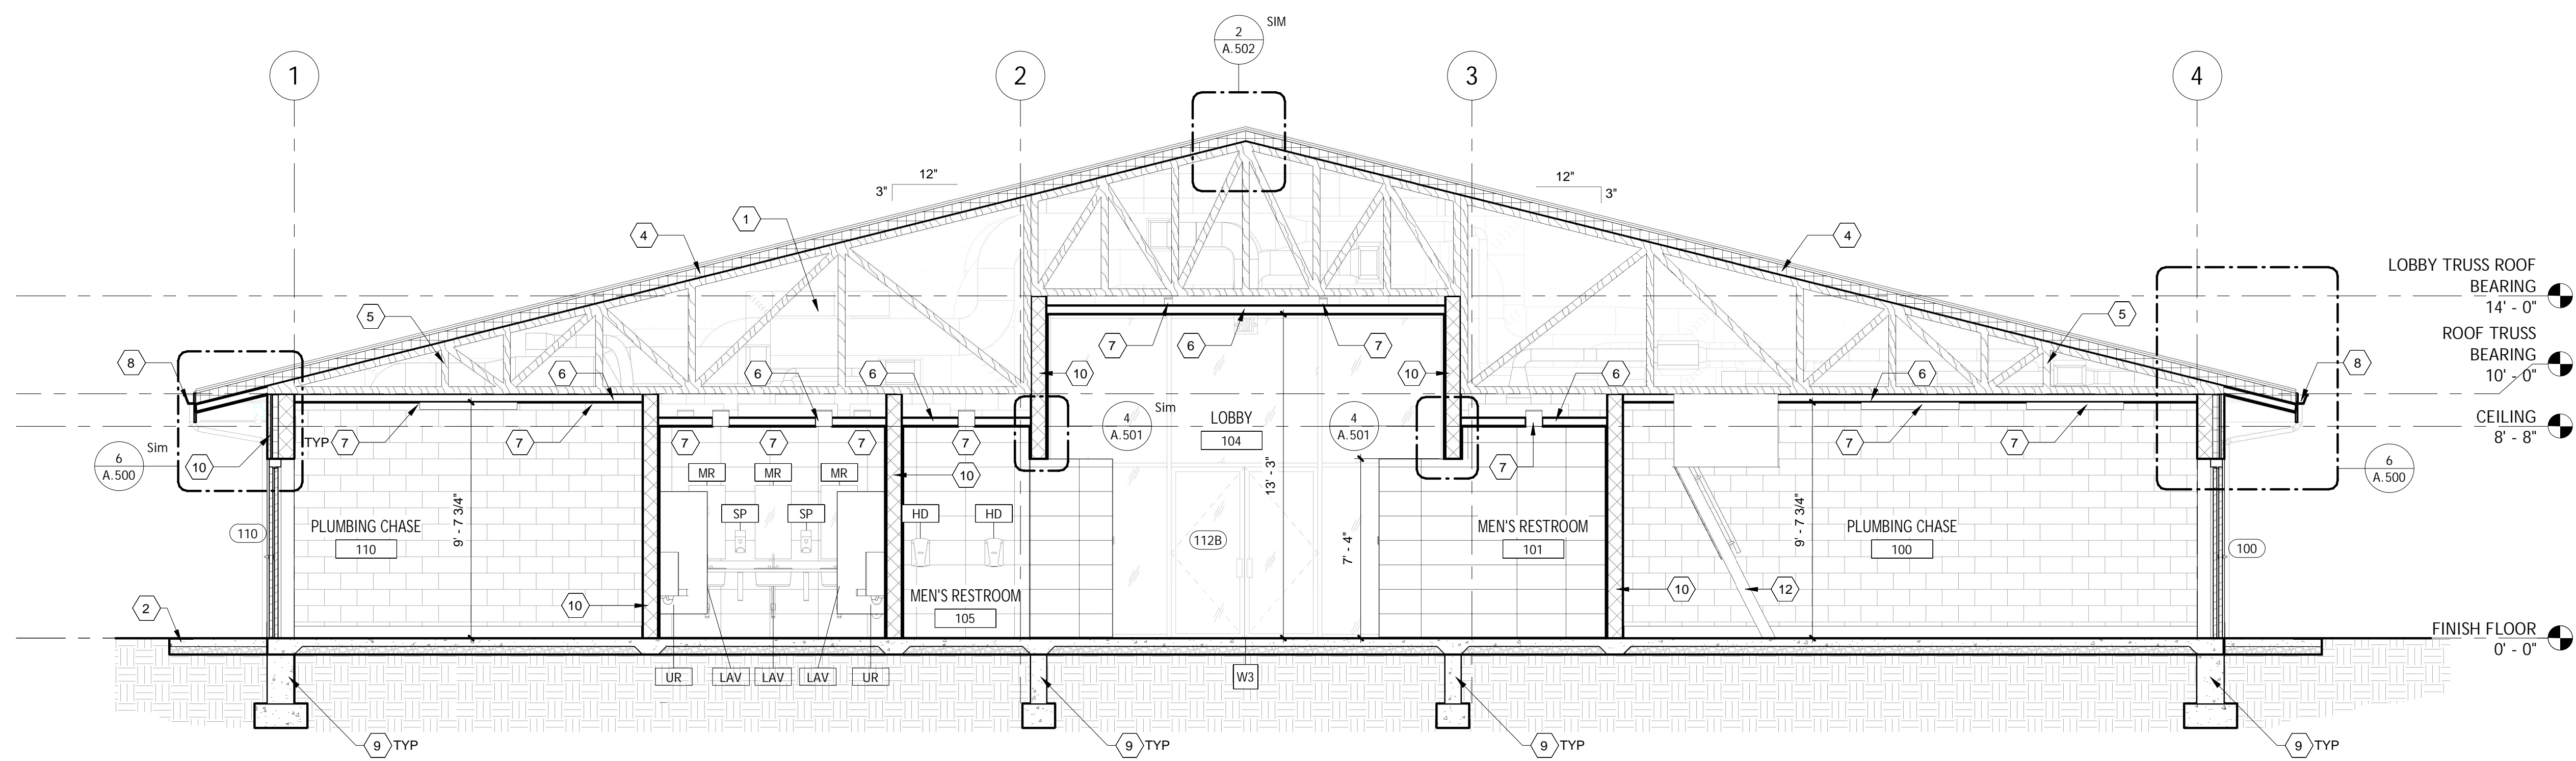 2
A.502
SIM
1
2
3
4
12"
3"
12"
3"
1
4
4
LOBBY TRUSS ROOF
BEARING
14' - 0"
ROOF TRUSS
BEARING
10' - 0"
CEILING
8' - 8"
5
5
8
8
6
6
6
7
6
7
10
10
6
6
Sim
6
A.500
10
TYP
7
7
7
7
7
7
Sim
4
A.501
LOBBY
104
4
A.501
7
7
7
6
A.500
MR
MR
MR
10
SP
SP
HD
HD
PLUMBING CHASE
110
9' - 7 3/4"
110
112B
13' - 3"
7' - 4"
MEN'S RESTROOM
101
9' - 7 3/4"
PLUMBING CHASE
100
100
2
10
MEN'S RESTROOM
105
10
12
FINISH FLOOR
0' - 0"
UR
LAV
LAV
LAV
UR
W3
9
TYP
9
TYP
9
TYP
9
TYP